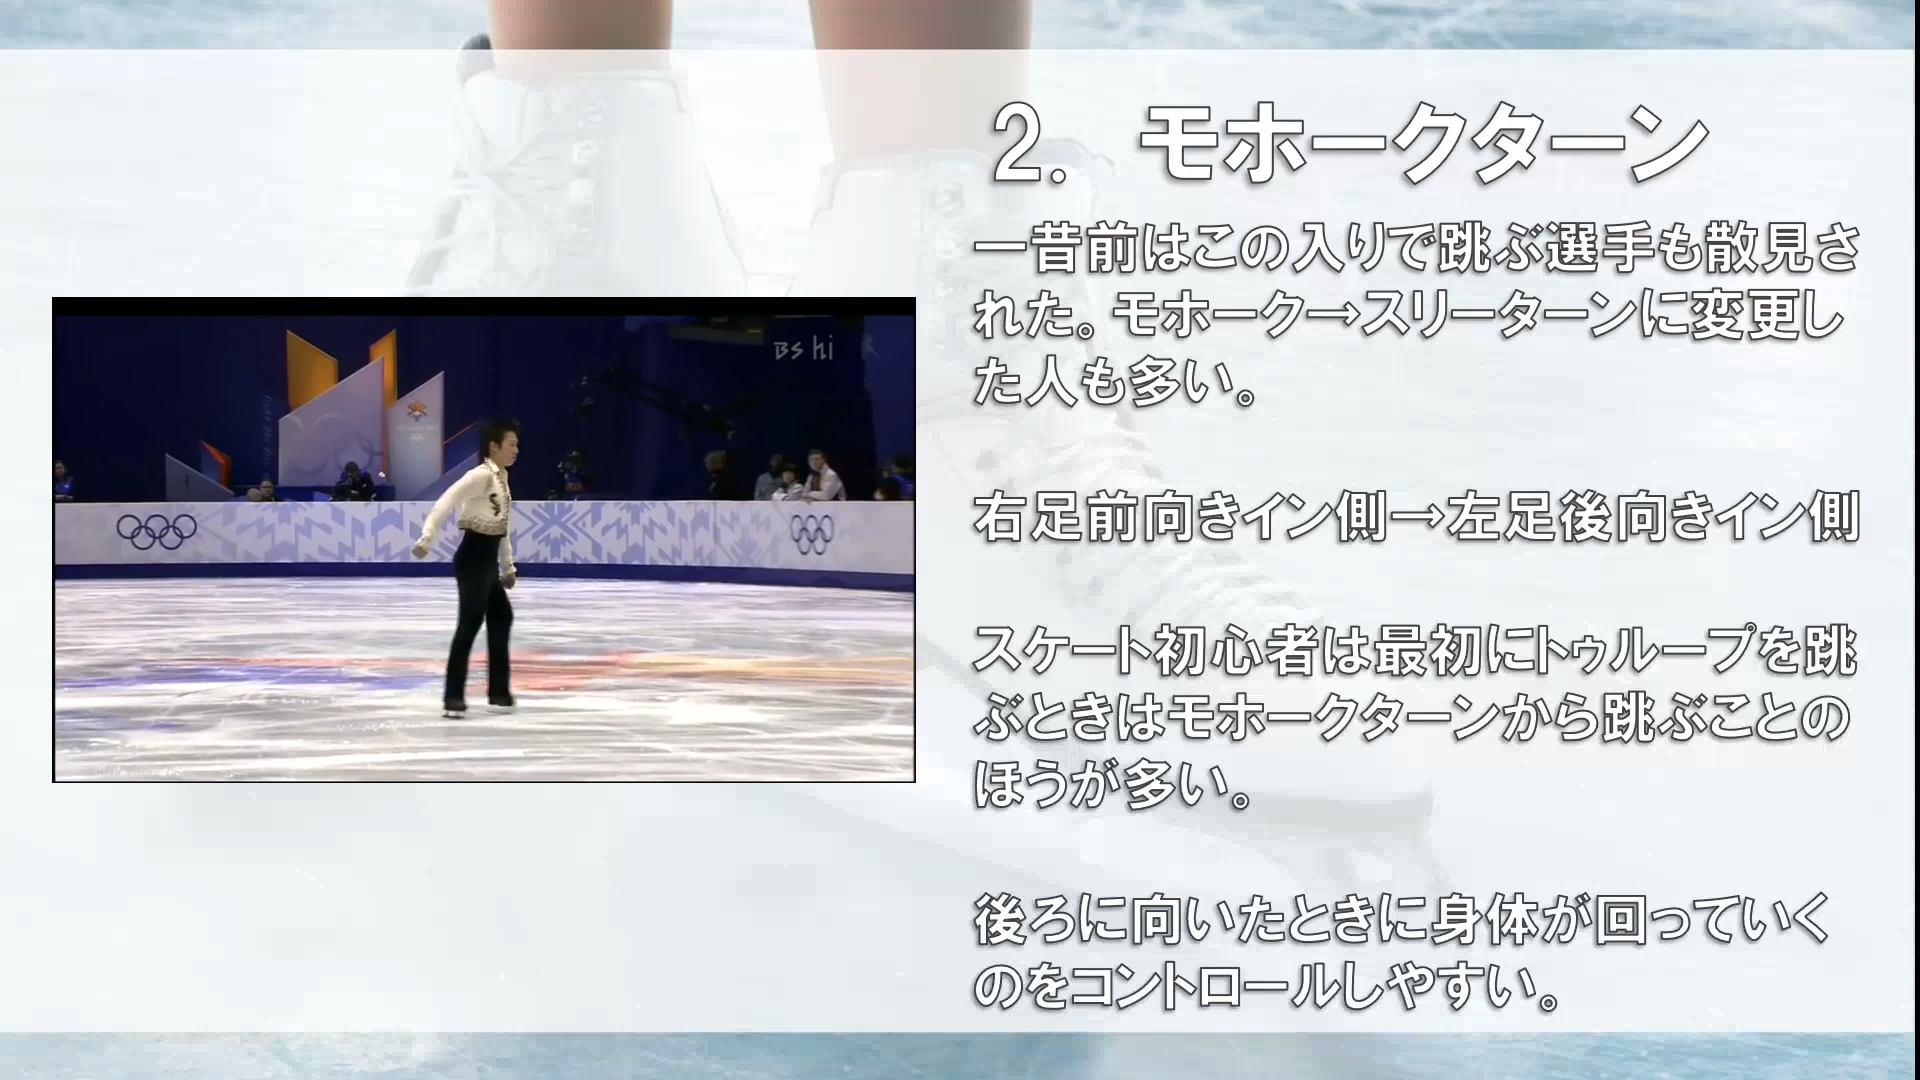 2. モホークターン
一昔前はこの入りで跳ぶ選手も散見さ
れた。モホーク→スリーターンに変更し
た人も多い。
右足前向きイン側→左足後向きイン側
スケート初心者は最初にトゥループを跳
ぶときはモホークターンから跳ぶことの
ほうが多い。
後ろに向いたときに身体が回っていく
のをコントロールしやすい。
BS hi